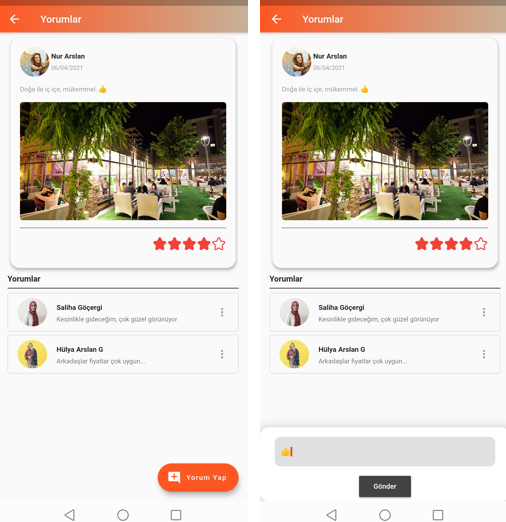 Yorumlar
Nur Arslan
06/04/2021
Doğa ile iç içe, mükemmel. 👍
Yorumlar
Saliha Göçergi
Kesinlikle gideceğim, çok güzel görünüyor
Hülya Arslan G
Arkadaşlar fiyatlar çok uygun...
Yorum Yap
Yorumlar
Nur Arslan
06/04/2021
Doğa ile iç içe, mükemmel. 👍
Yorumlar
Saliha Göçergi
Kesinlikle gideceğim, çok güzel görünüyor
Hülya Arslan G
Arkadaşlar fiyatlar çok uygun...
👍
Gönder